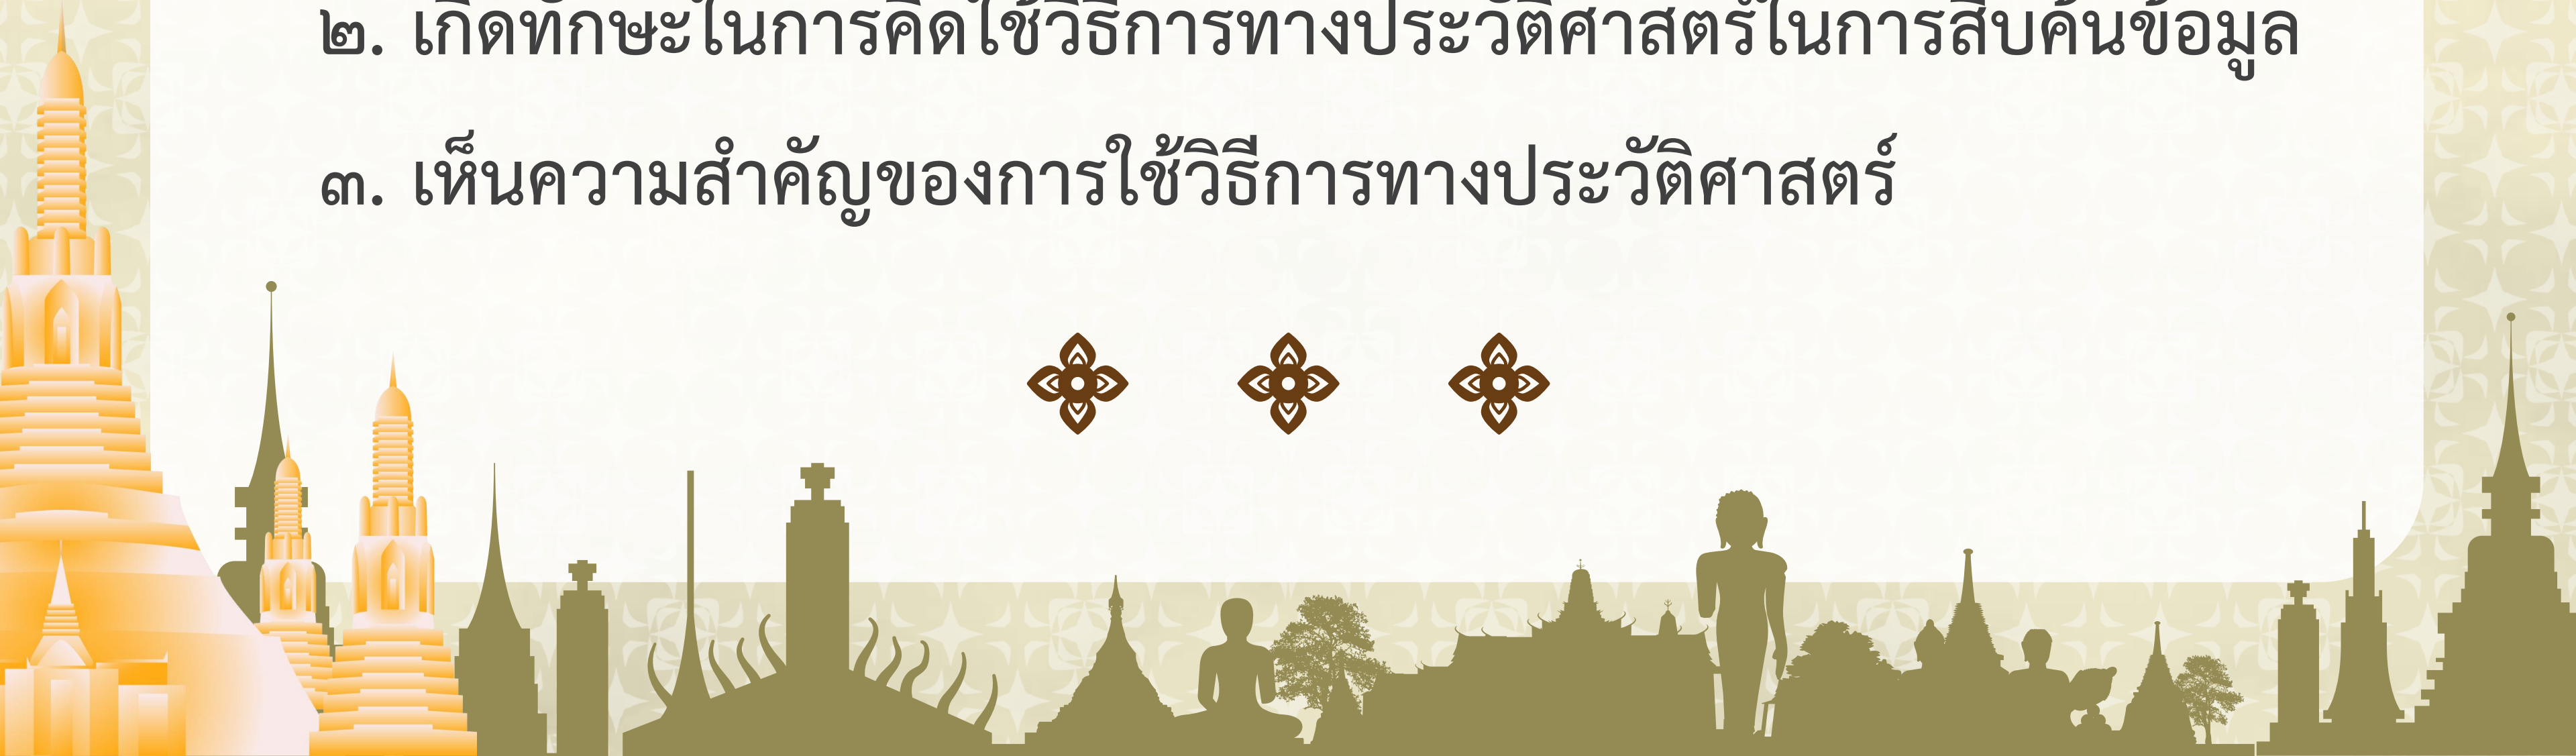 ๒. เกิดทักษะในการคิดใช้วิธีการทางประวัติศาสตร์ในการสืบค้นข้อมูล
๓. เห็นความสำคัญของการใช้วิธีการทางประวัติศาสตร์